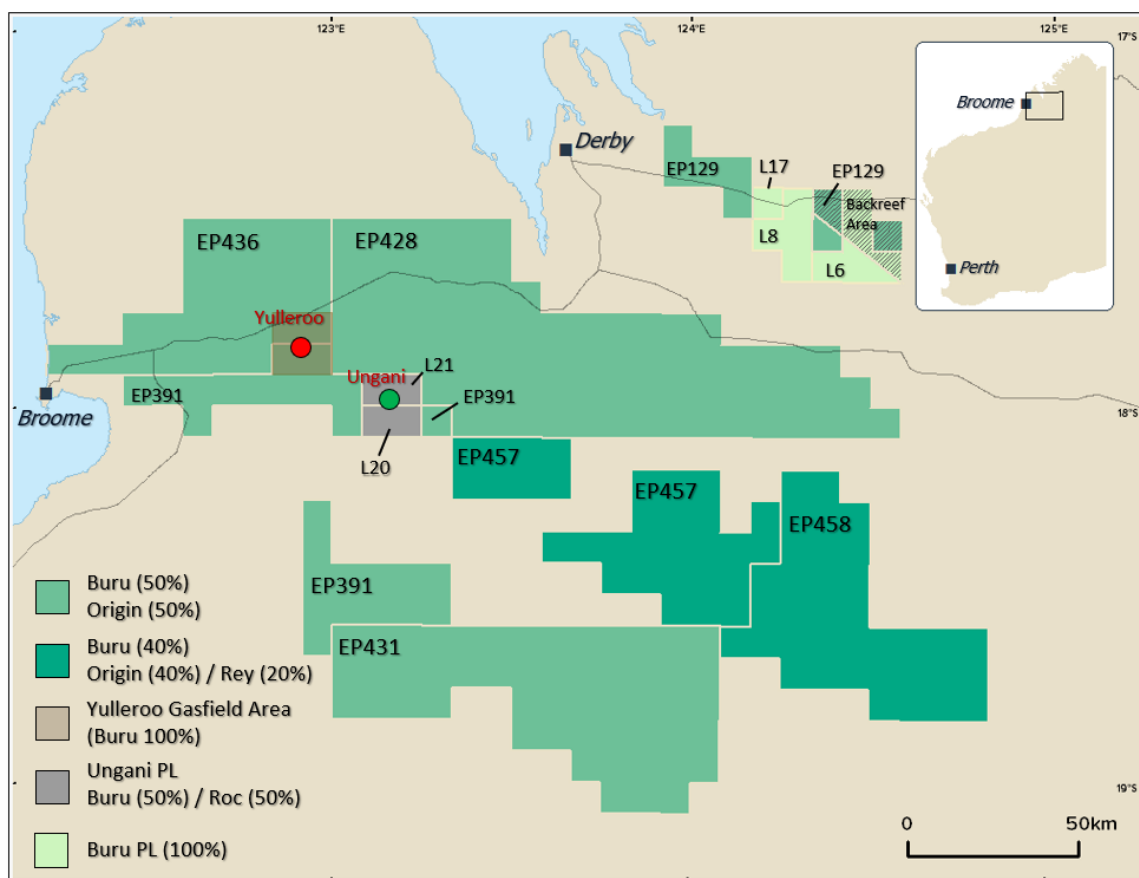 123°E
124°E
125°E
17°S
Broome
Perth
Derby
EP129
L17
EP129
Backreef
Area
L8
L6
EP436
EP428
Yulleroo
L21
Ungani
EP391
EP391
Broome
18°S
L20
EP457
EP457
EP458
EP391
EP431
Buru (50%)
Origin (50%)
Buru (40%)
Origin (40%) / Rey (20%)
Yulleroo Gasfield Area
(Buru 100%)
Ungani PL
Buru (50%) / Roc (50%)
Buru PL (100%)
19°S
0 50km